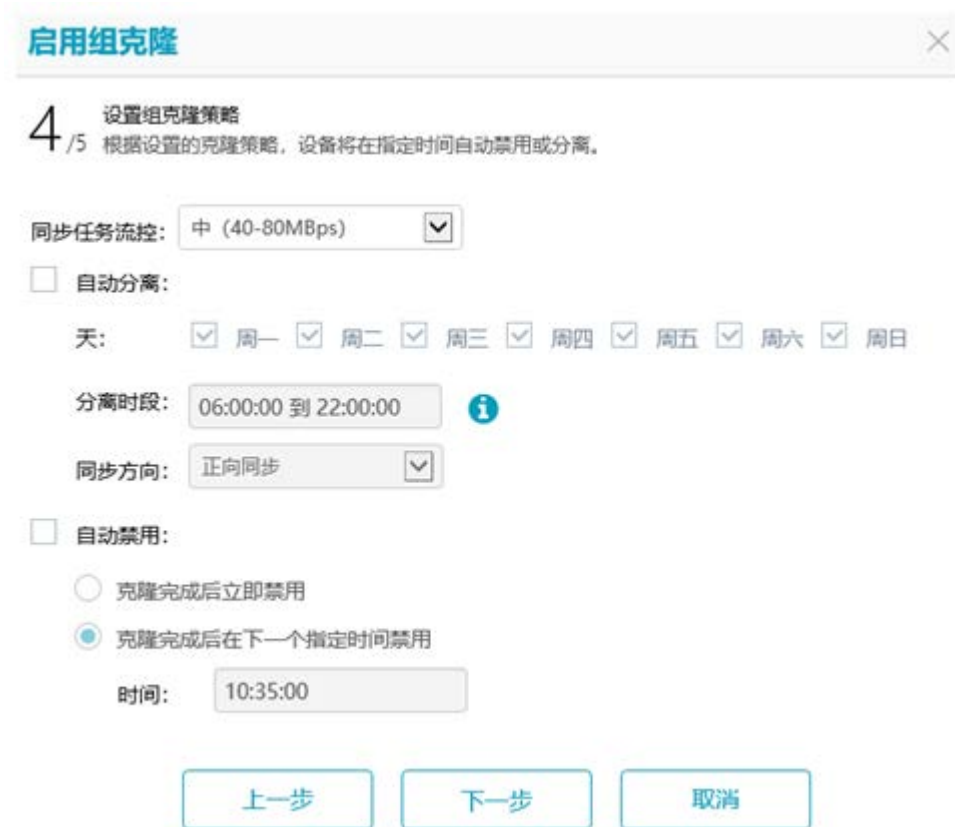 启用组克隆
4/5 设置组克隆策略
根据设置的克隆策略，设备将在指定时间自动禁用或分离。
同步任务流控： 中（40-80MBps）
自动分离：
天： 周一 周二 周三 周四 周五 周六 周日
分离时段： 06:00:00 到 22:00:00
同步方向： 正向同步
自动禁用：
克隆完成后立即禁用
克隆完成后在下一个指定时间禁用
时间： 10:35:00
上一步 下一步 取消